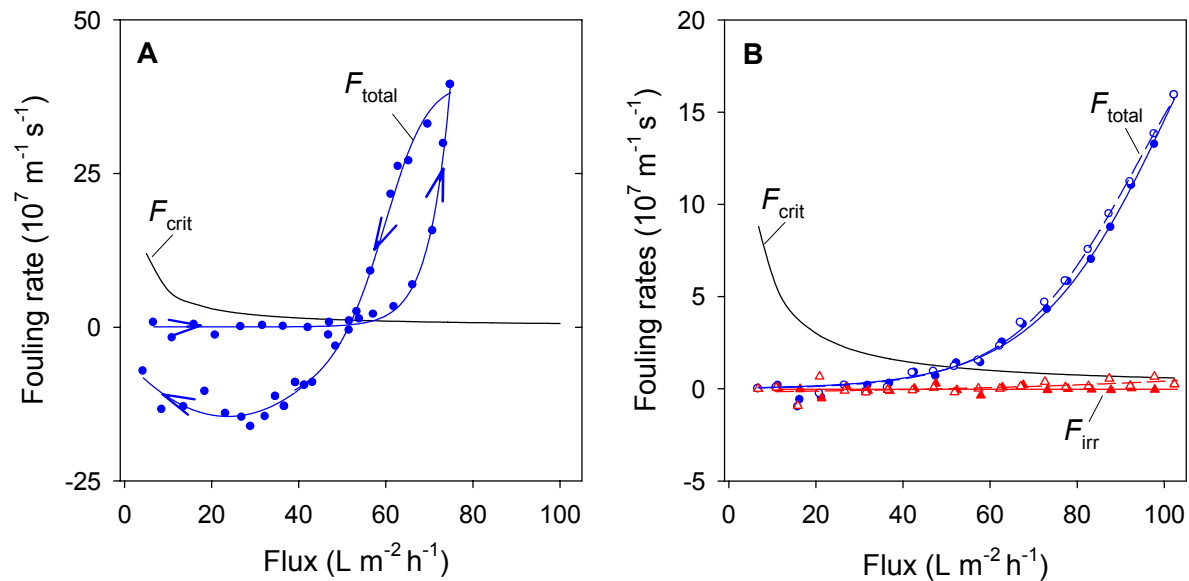 A
50
25
0
-25
Fouling rate (10⁷ m⁻¹ s⁻¹)
F_total
F_crit
0 20 40 60 80 100
Flux (L m⁻² h⁻¹)
B
20
15
10
5
0
-5
Fouling rates (10⁷ m⁻¹ s⁻¹)
F_total
F_crit
F_irr
0 20 40 60 80 100
Flux (L m⁻² h⁻¹)